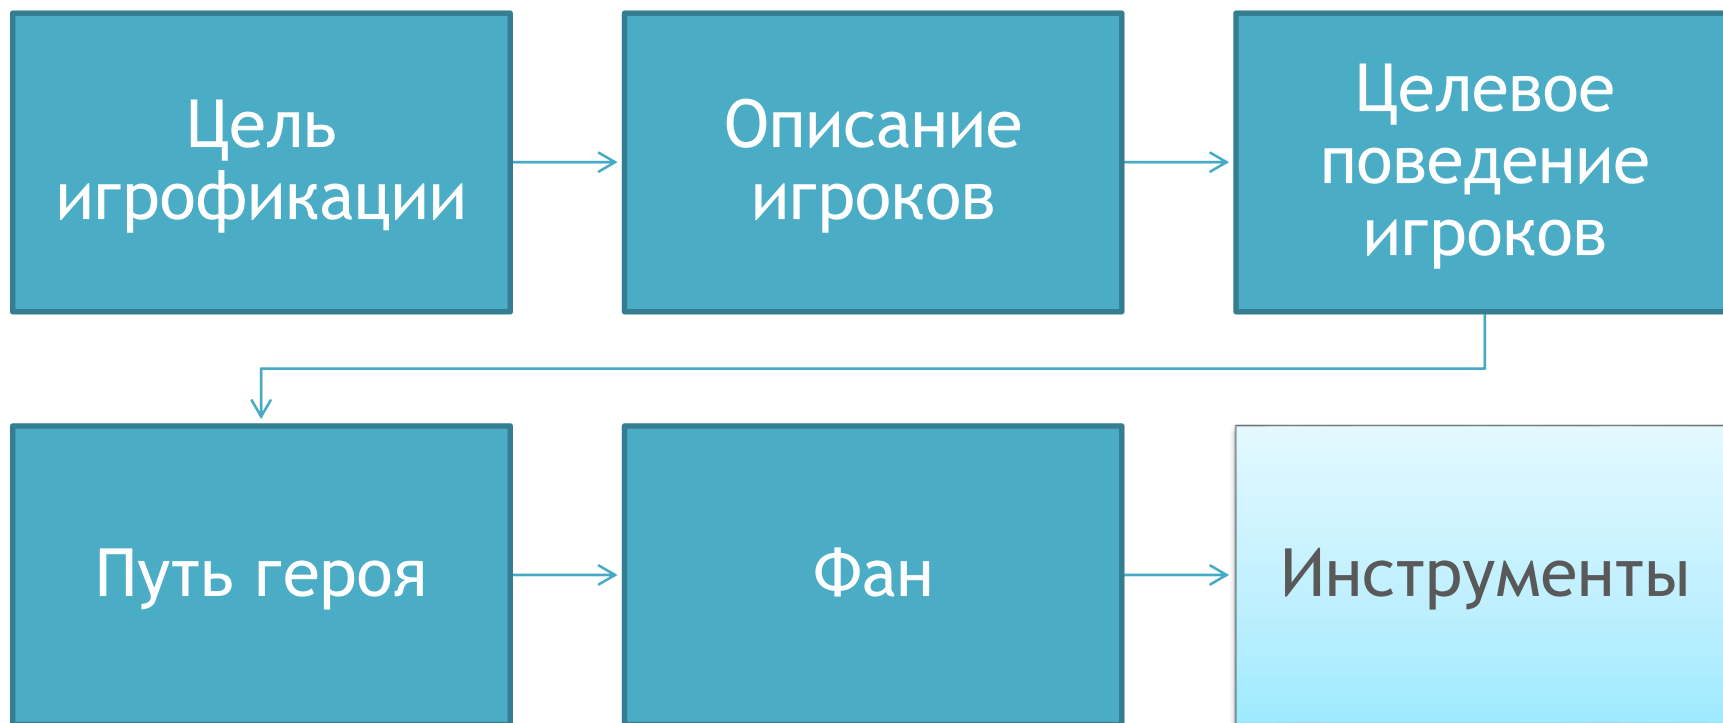 Цель
игрофикации
Описание
игроков
Целевое
поведение
игроков
Путь героя
Фан
Инструменты